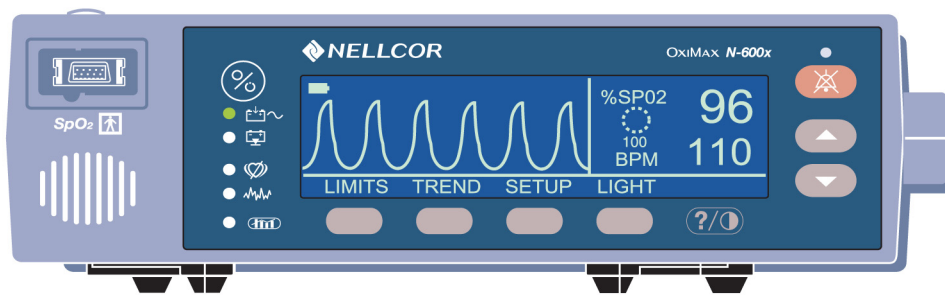 NELLCOR
OXIMAX N-600x
SpO₂
%SP02 96
100
BPM 110
LIMITS TREND SETUP LIGHT
?/